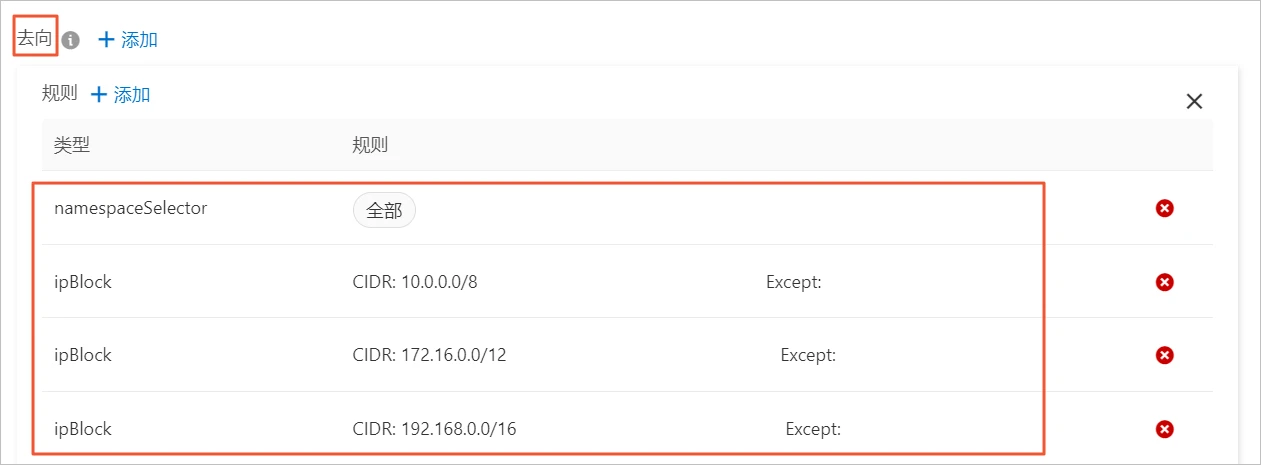 去向 + 添加
规则 + 添加
类型 规则
namespaceSelector 全部
ipBlock CIDR: 10.0.0.0/8 Except:
ipBlock CIDR: 172.16.0.0/12 Except:
ipBlock CIDR: 192.168.0.0/16 Except: